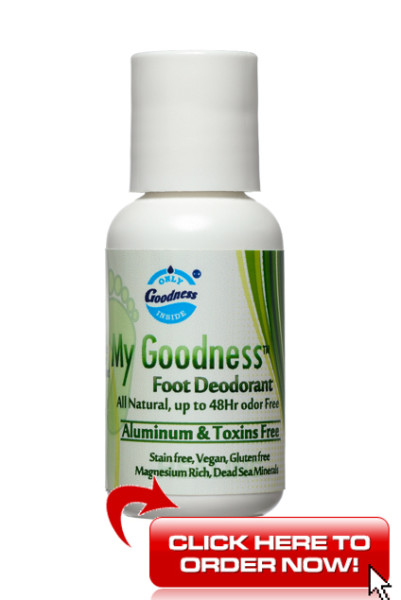 ONLY
Goodness
INSIDE
My Goodness™
Foot Deodorant
All Natural, up to 48Hr odor Free
Aluminum & Toxins Free
Stain free, Vegan, Gluten free
Magnesium Rich, Dead Sea Minerals
CLICK HERE TO
ORDER NOW!